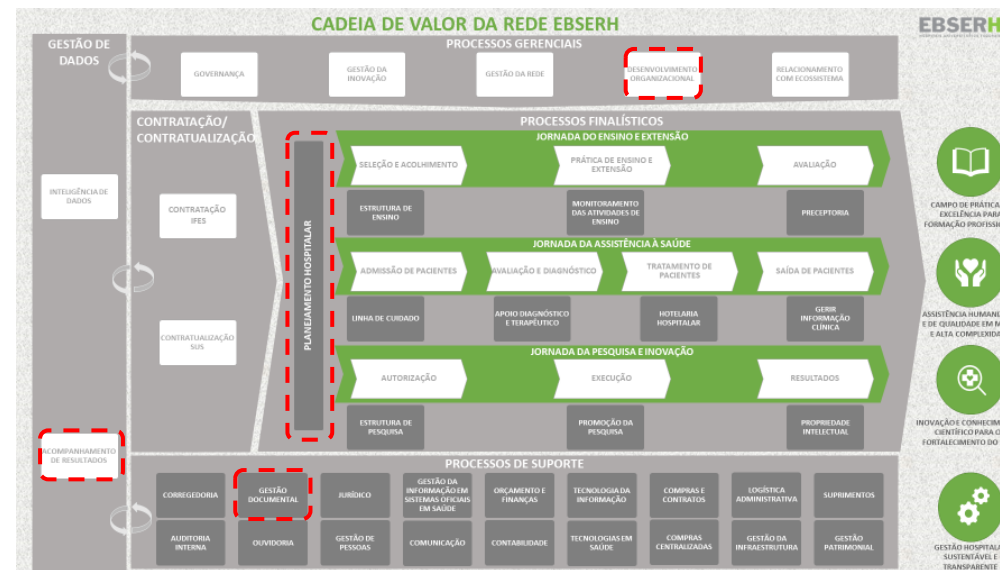 CADEIA DE VALOR DA REDE EBSERH
EBSERH
GESTÃO DE
DADOS
PROCESSOS GERENCIAIS
GOVERNANÇA
GESTÃO DA
INOVAÇÃO
GESTÃO DA REDE
DESENVOLVIMENTO
ORGANIZACIONAL
RELACIONAMENTO
COM ECOSSISTEMA
CONTRATAÇÃO/
CONTRATUALIZAÇÃO
PROCESSOS FINALÍSTICOS
JORNADA DO ENSINO E EXTENSÃO
SELEÇÃO E ACOLHIMENTO
PRÁTICA DE ENSINO E
EXTENSÃO
AVALIAÇÃO
INTELIGÊNCIA DE
DADOS
CONTRATAÇÃO
IFES
PLANEJAMENTO HOSPITALAR
ESTRUTURA DE
ENSINO
MONITORAMENTO
DAS ATIVIDADES DE
ENSINO
PRECEPTORIA
CAMPO DE PRÁTICA
EXCELÊNCIA PARA
FORMAÇÃO
JORNADA DA ASSISTÊNCIA À SAÚDE
ADMISSÃO DE PACIENTES
AVALIAÇÃO E DIAGNÓSTICO
TRATAMENTO DE
PACIENTES
SAÍDA DE PACIENTES
LINHA DE CUIDADO
APOIO DIAGNÓSTICO
E TERAPÊUTICO
HOTELARIA
HOSPITALAR
GERIR
INFORMAÇÃO
CLÍNICA
ASSISTÊNCIA
E DE QUALIDADE EM
E ALTA
CONTRATUALIZAÇÃO
SUS
JORNADA DA PESQUISA E INOVAÇÃO
AUTORIZAÇÃO
EXECUÇÃO
RESULTADOS
ESTRUTURA DE
PESQUISA
PROMOÇÃO DA
PESQUISA
PROPRIEDADE
INTELECTUAL
INOVAÇÃO E
CIENTÍFICO PARA O
FORTALECIMENTO DO
ACOMPANHAMENTO
DE RESULTADOS
PROCESSOS DE SUPORTE
CORREGEDORIA
GESTÃO
DOCUMENTAL
JURÍDICO
GESTÃO DA
INFORMAÇÃO EM
SISTEMAS OFICIAIS
EM SAÚDE
ORÇAMENTO E
FINANÇAS
TECNOLOGIA DA
INFORMAÇÃO
COMPRAS E
CONTRATOS
LOGÍSTICA
ADMINISTRATIVA
SUPRIMENTOS
AUDITORIA
INTERNA
OUVIDORIA
GESTÃO DE
PESSOAS
COMUNICAÇÃO
CONTABILIDADE
TECNOLOGIAS EM
SAÚDE
COMPRAS
CENTRALIZADAS
GESTÃO DA
INFRAESTRUTURA
GESTÃO
PATRIMONIAL
GESTÃO
SUSTENTÁVEL E
TRANSPARENTE